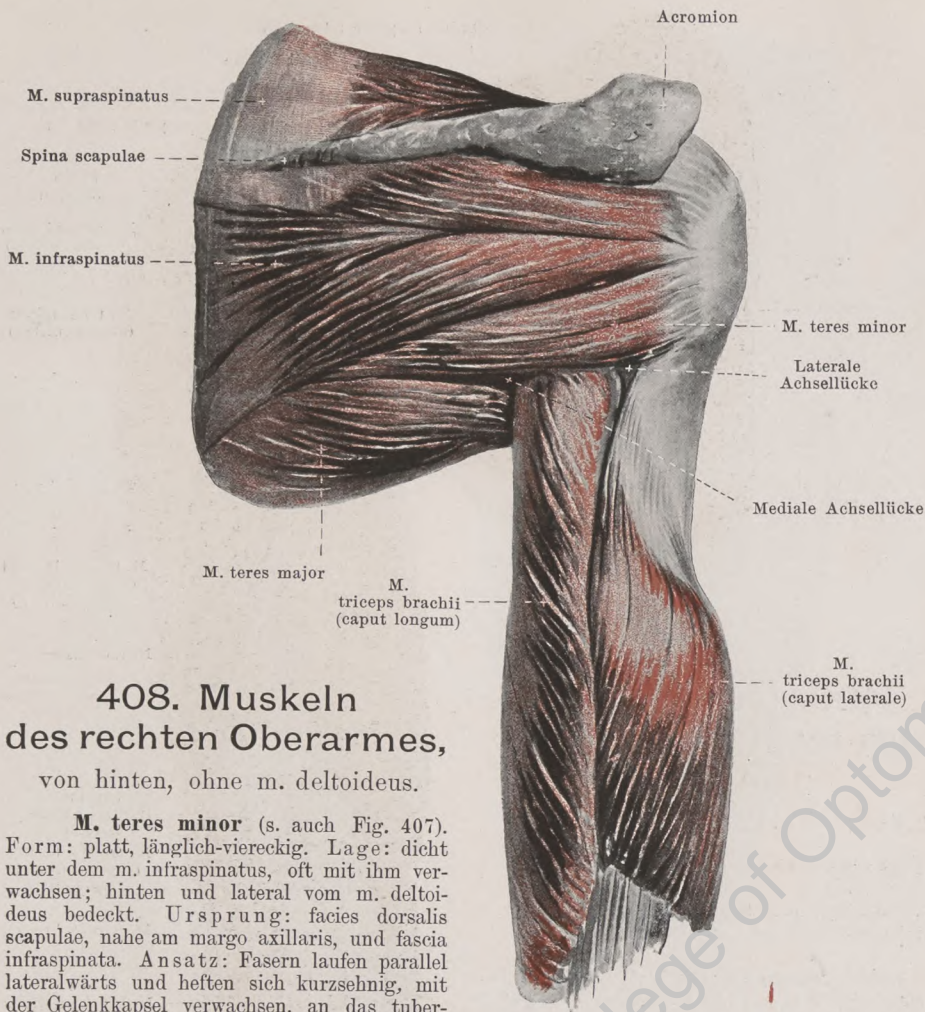 Acromion
M. supraspinatus
Spina scapulae
M. infraspinatus
M. teres minor
Laterale
Achsellücke
Mediale Achsellücke
M. teres major
M.
triceps brachii
(caput longum)
M.
triceps brachii
(caput laterale)
408. Muskeln
des rechten Oberarmes,
von hinten, ohne m. deltoideus.
M. teres minor (s. auch Fig. 407).
Form: platt, länglich-viereckig. Lage: dicht
unter dem m. infraspinatus, oft mit ihm ver-
wachsen; hinten und lateral vom m. deltoi-
deus bedeckt. Ursprung: facies dorsalis
scapulae, nahe am margo axillaris, und fascia
infraspinata. Ansatz: Fasern laufen parallel
lateralwärts und heften sich kurzsehnig, mit
der Gelenkkapsel verwachsen, an das tuber-
lege of Optom